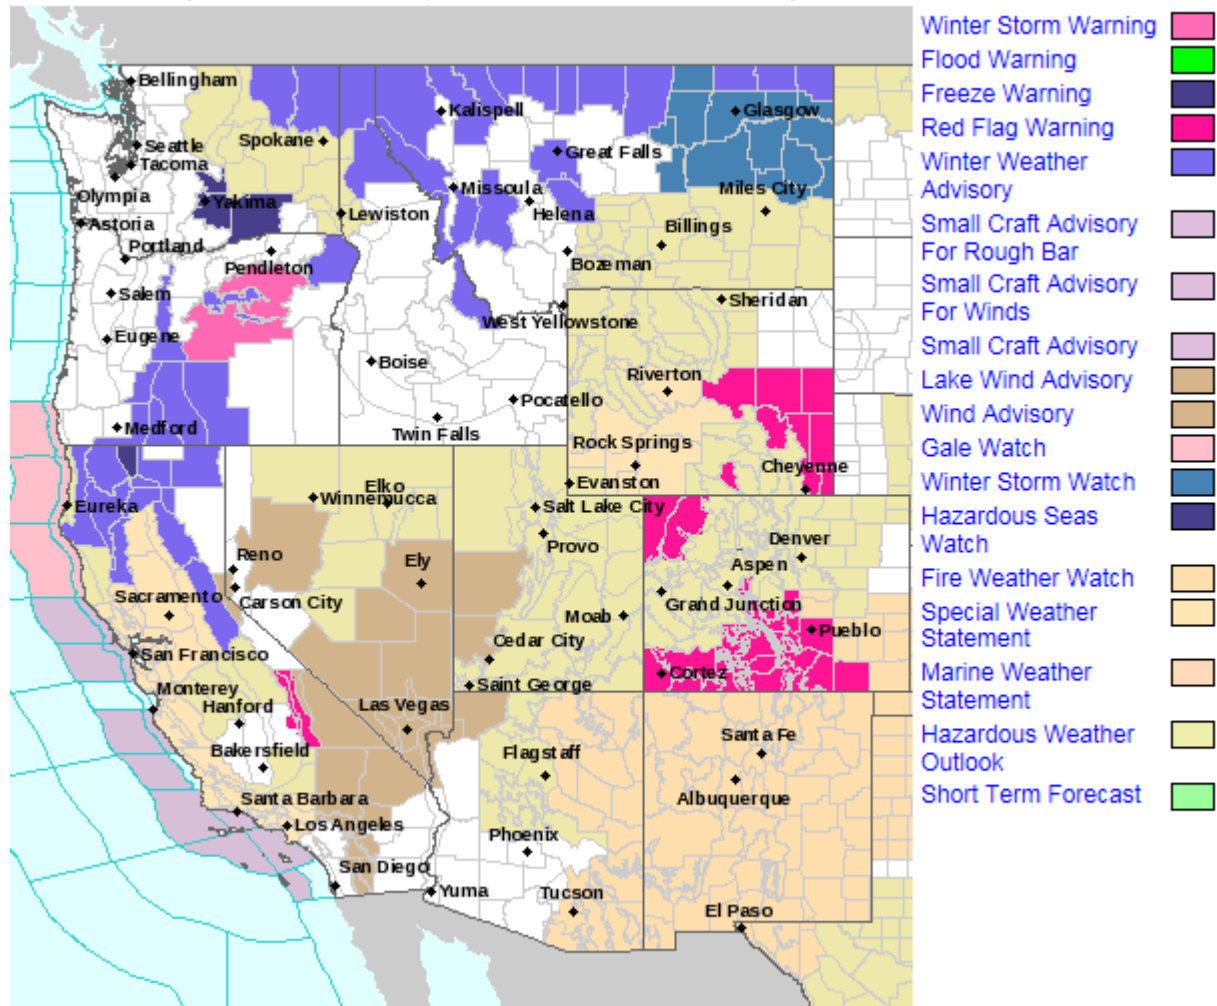 Bellingham
Seattle
Tacoma
Olympia
Astoria
Portland
Salem
Eugene
Medford
Spokane
Yakima
Pendleton
Lewiston
Kalispell
Missoula
Great Falls
Helena
Glasgow
Miles City
Billings
Bozeman
West Yellowstone
Sheridan
Boise
Pocatello
Twin Falls
Riverton
Rock Springs
Evanston
Cheyenne
Eureka
Elko
Winnemucca
Reno
Ely
Carson City
Sacramento
San Francisco
Monterey
Hanford
Bakersfield
Las Vegas
Santa Barbara
Los Angeles
San Diego
Salt Lake City
Provo
Moab
Cedar City
Saint George
Denver
Aspen
Grand Junction
Pueblo
Cortez
Flagstaff
Phoenix
Yuma
Tucson
Santa Fe
Albuquerque
El Paso
Winter Storm Warning
Flood Warning
Freeze Warning
Red Flag Warning
Winter Weather
Advisory
Small Craft Advisory
For Rough Bar
Small Craft Advisory
For Winds
Small Craft Advisory
Lake Wind Advisory
Wind Advisory
Gale Watch
Winter Storm Watch
Hazardous Seas
Watch
Fire Weather Watch
Special Weather
Statement
Marine Weather
Statement
Hazardous Weather
Outlook
Short Term Forecast